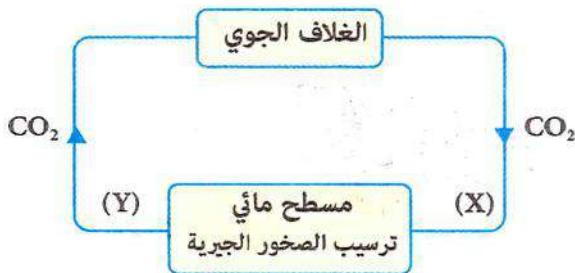 الغلاف الجوي
CO₂
CO₂
(Y)
(X)
مسطح مائي
ترسيب الصخور الجيرية